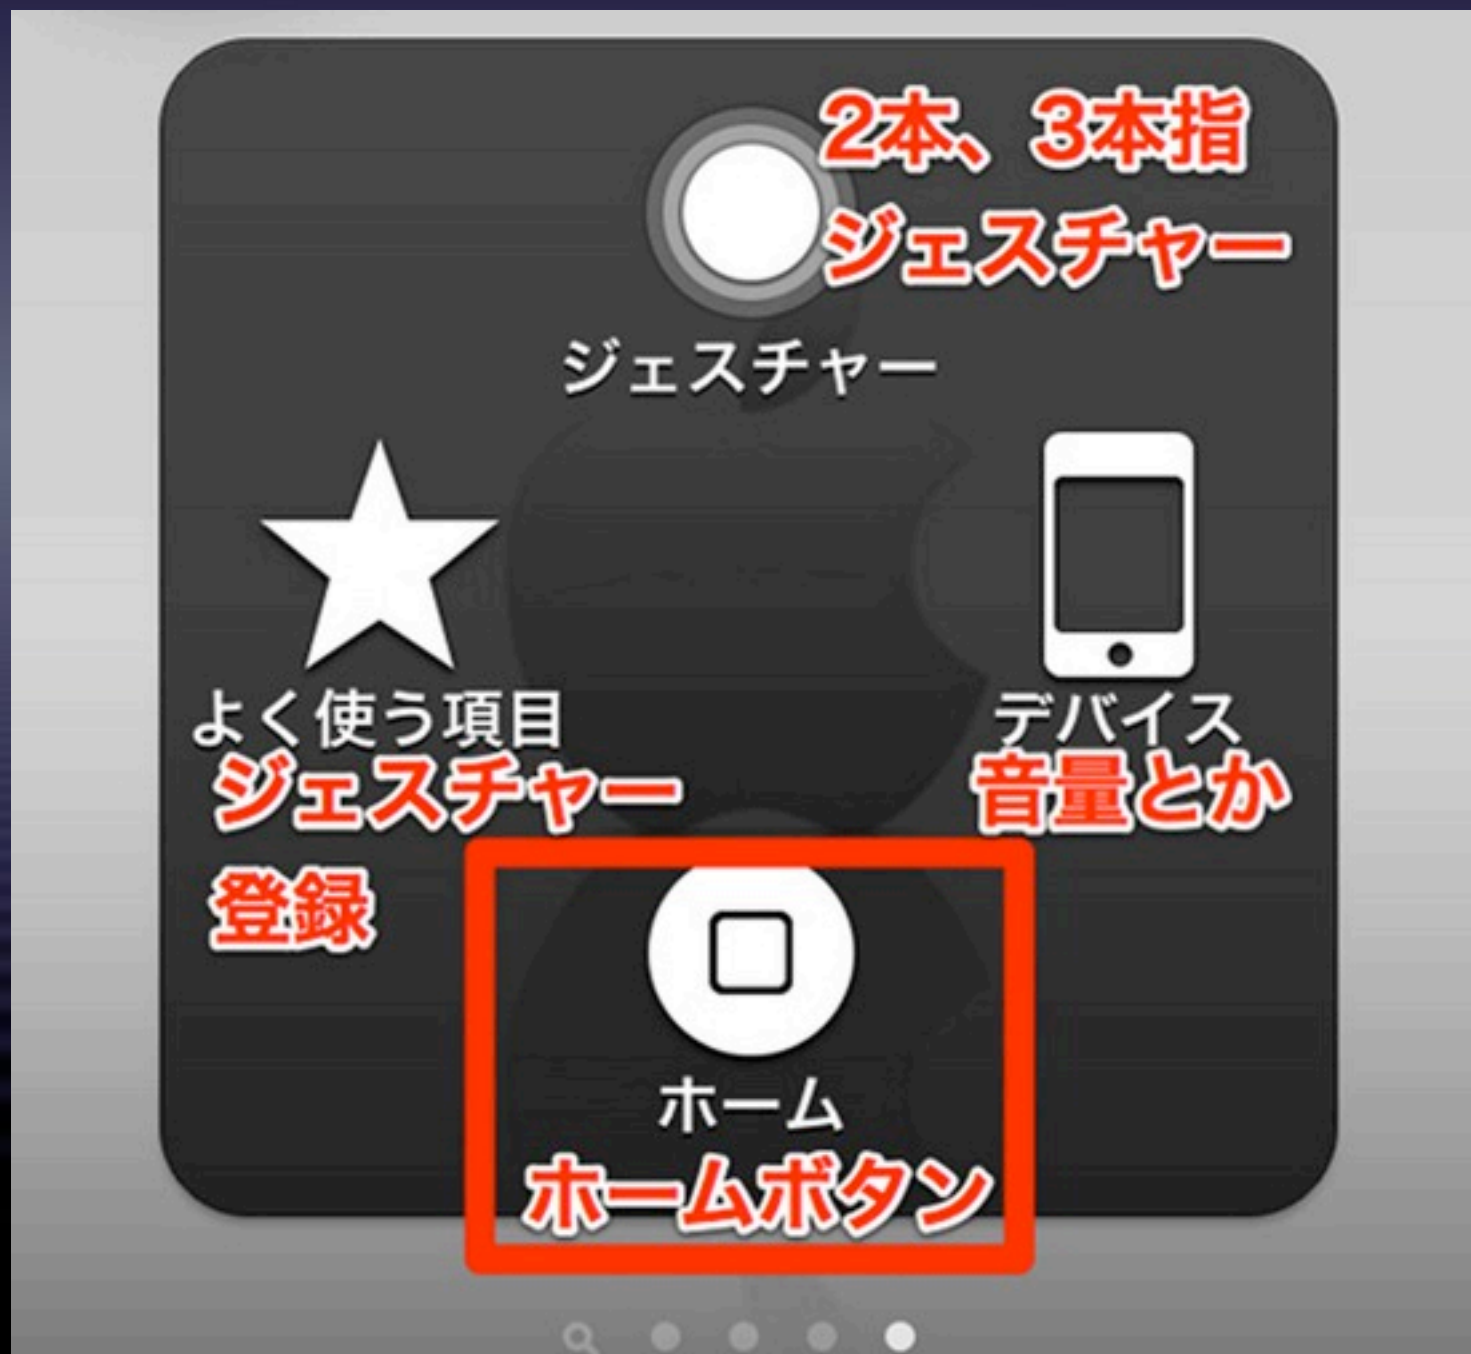 2本、3本指
ジェスチャー
ジェスチャー
よく使う項目
ジェスチャー
登録
デバイス
音量とか
ホーム
ホームボタン